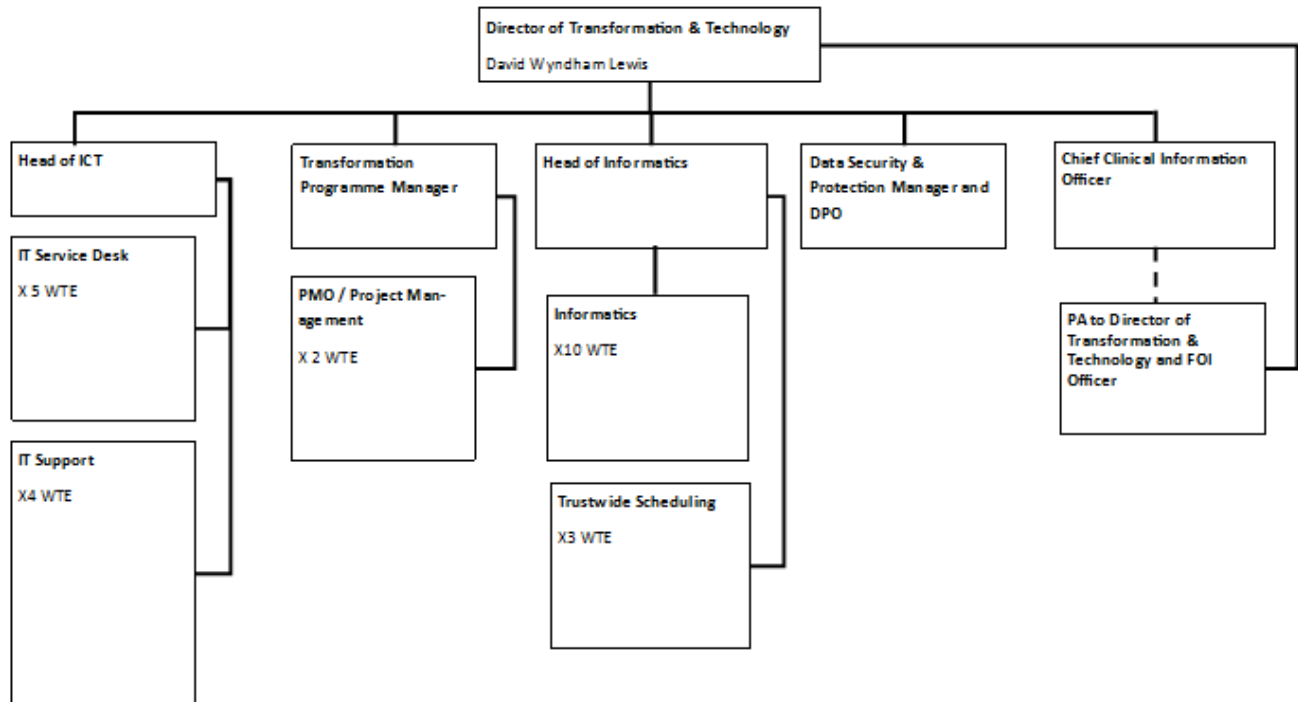 Director of Transformation & Technology
David Wyndham Lewis
Head of ICT
Transformation
Programme Manager
Head of Informatics
Data Security &
Protection Manager and
DPO
Chief Clinical Information
Officer
IT Service Desk
X 5 WTE
PMO / Project Man-
agement
X 2 WTE
Informatics
X10 WTE
PA to Director of
Transformation &
Technology and FOI
Officer
IT Support
X4 WTE
Trustwide Scheduling
X3 WTE